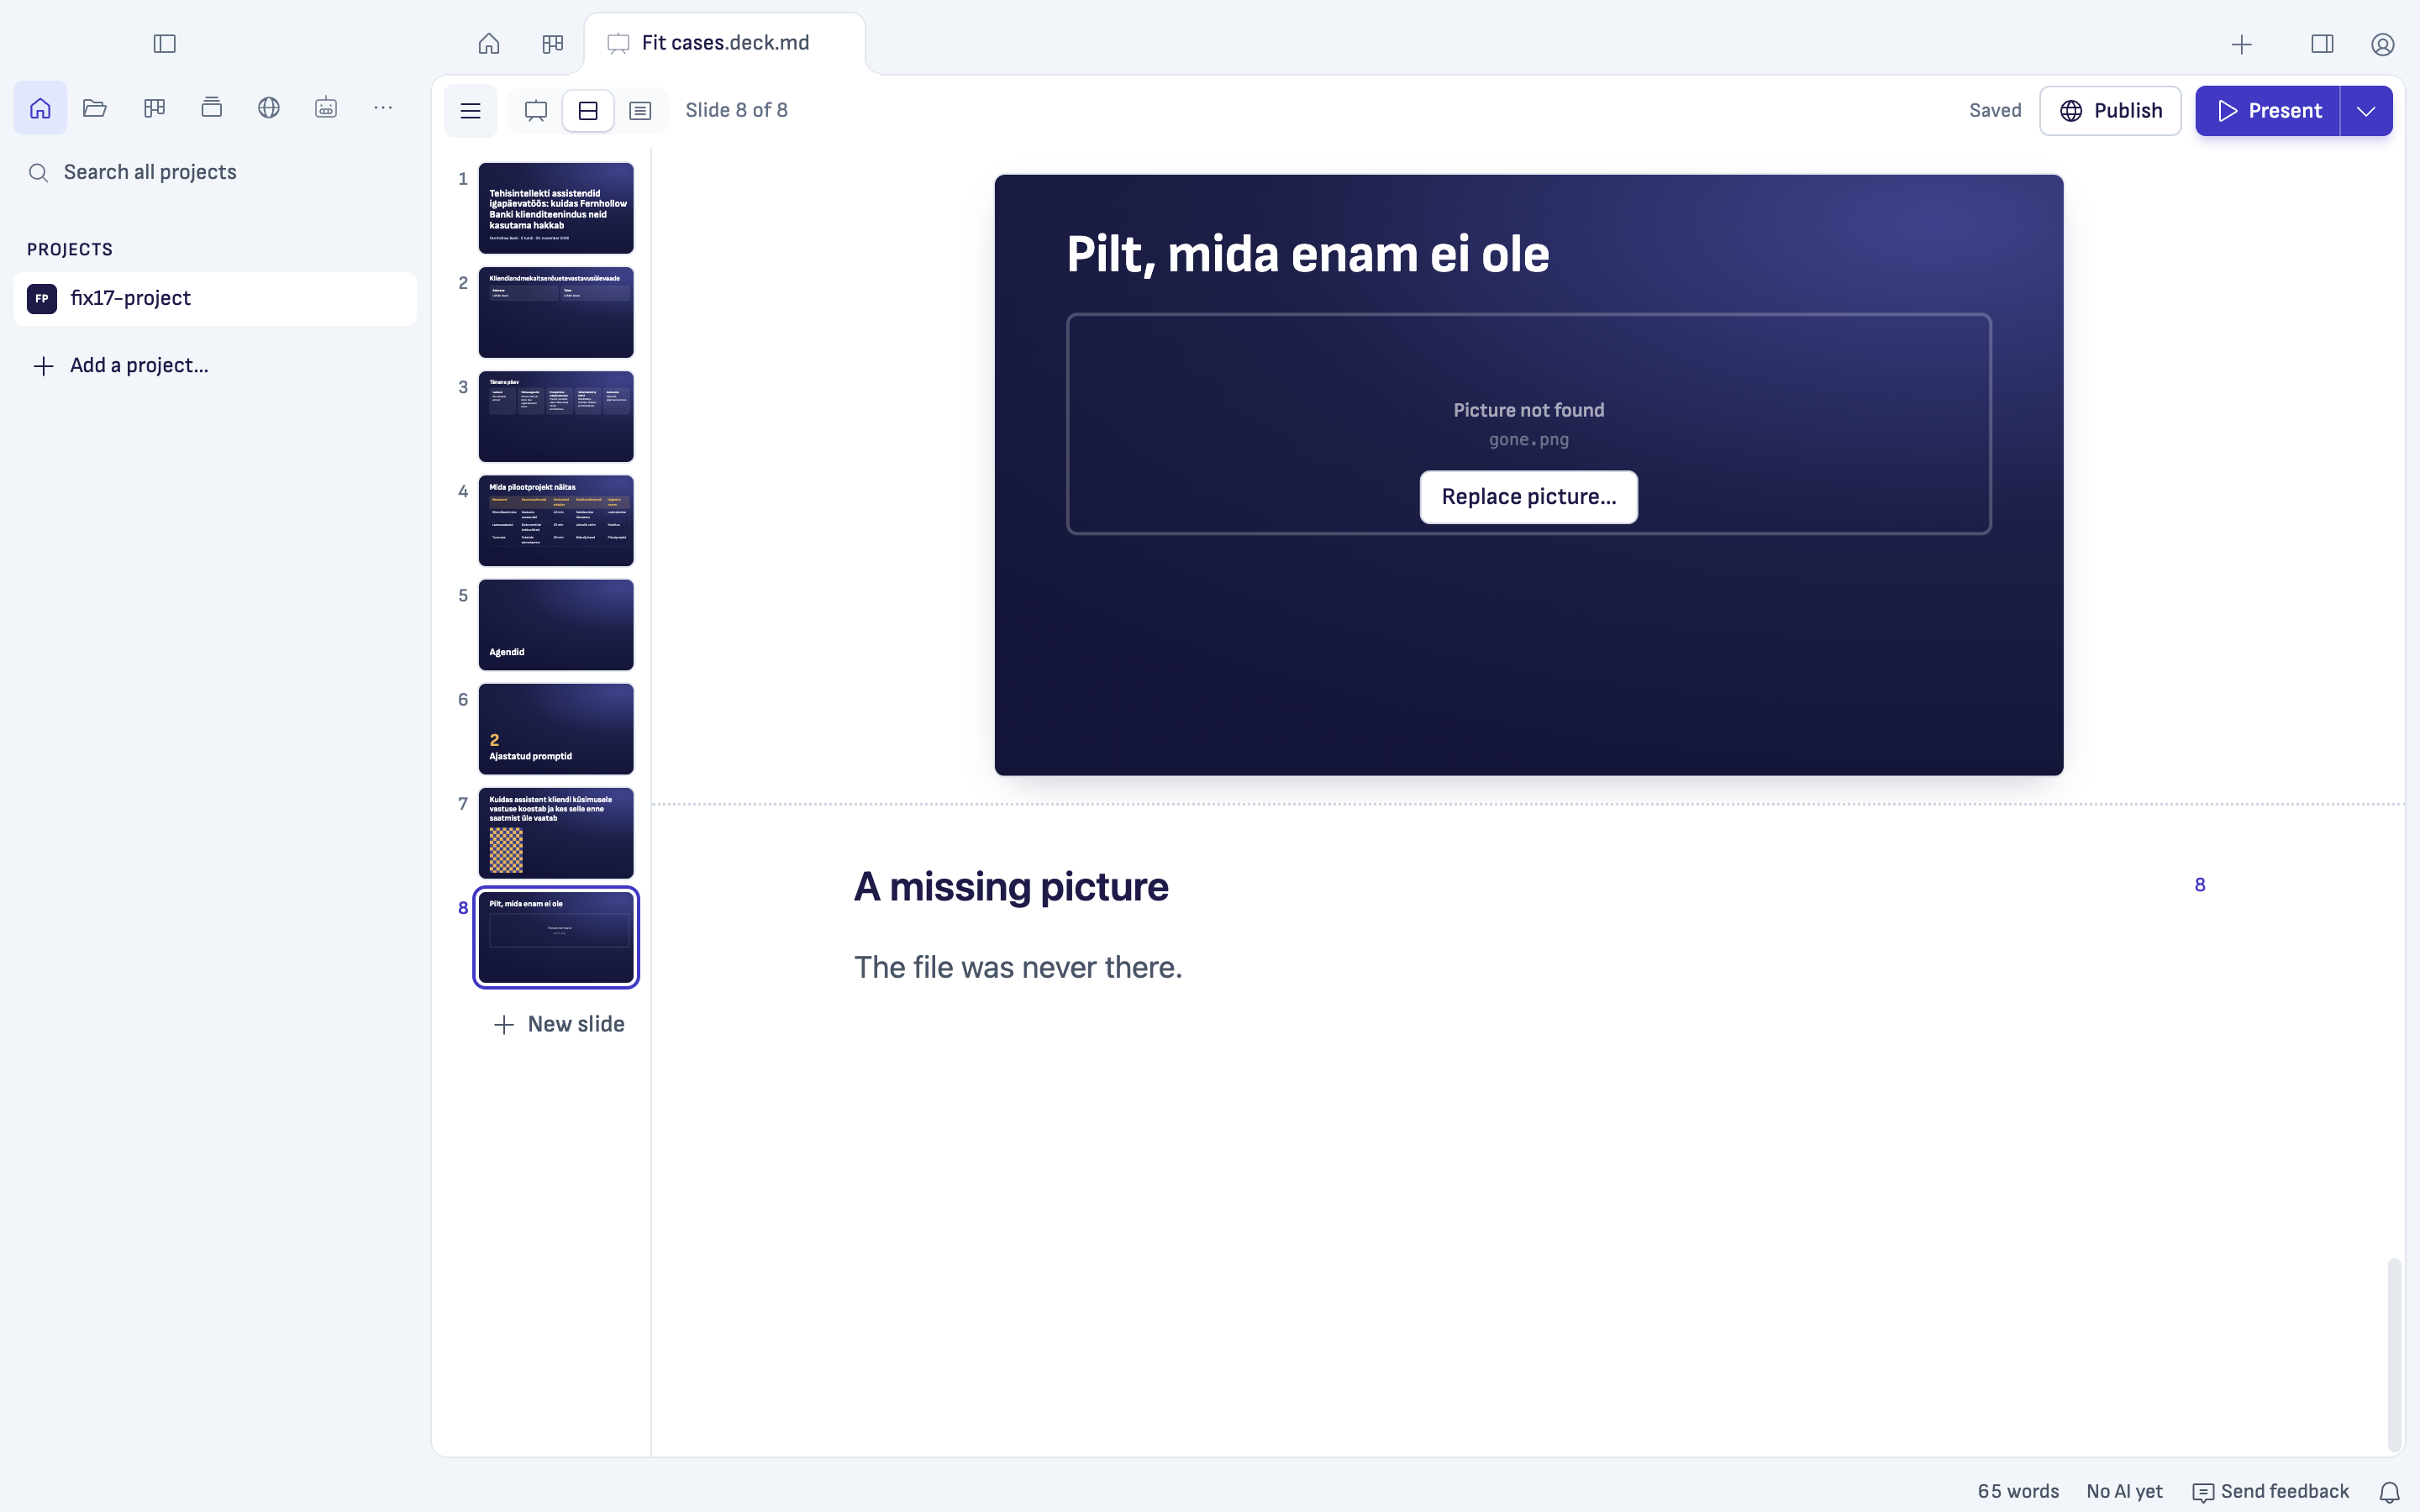 Fit cases.deck.md
Slide 8 of 8
Saved
Publish
Present
Search all projects
PROJECTS
FP
fix17-project
Add a project...
1
Tehisintellekti assistendid
igapäevatöös: kuidas Fernhollow
Banki klienditeenindus neid
kasutama hakkab
2
Kliendiandmekaitsenõuetevastavusülevaade
3
Tänane päev
4
Mida pilootprojekt näitas
5
Agendid
6
2
Ajastatud promptid
7
Kuidas assistent kliendi küsimusele
vastuse koostab ja kes selle enne
saatmist üle vaatab
8
Pilt, mida enam ei ole
New slide
Pilt, mida enam ei ole
Picture not found
gone.png
Replace picture...
A missing picture
8
The file was never there.
65 words
No AI yet
Send feedback